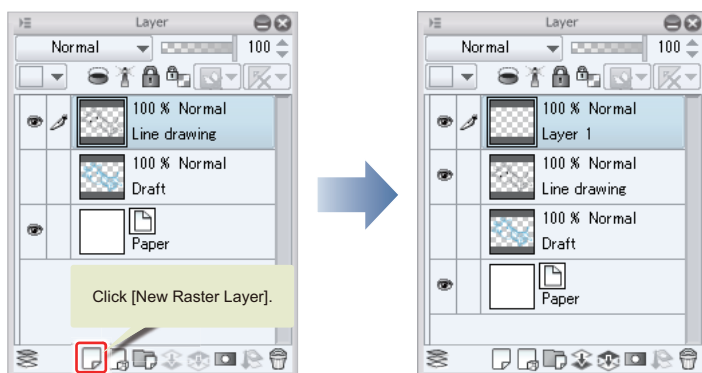 Layer
Normal 100
100 % Normal
Line drawing
100 % Normal
Draft
Paper
Click [New Raster Layer].
Layer
Normal 100
100 % Normal
Layer 1
100 % Normal
Line drawing
100 % Normal
Draft
Paper